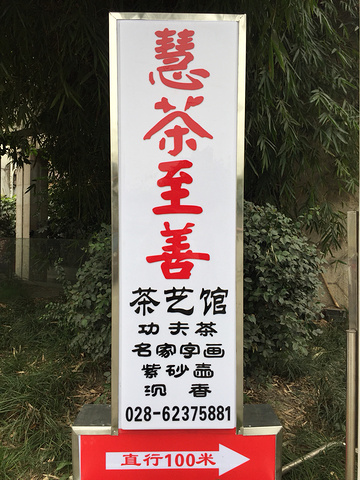 慧茶至善
茶艺馆
功夫茶
名家字画
紫砂壶
沉香
028-62375881
直行100米